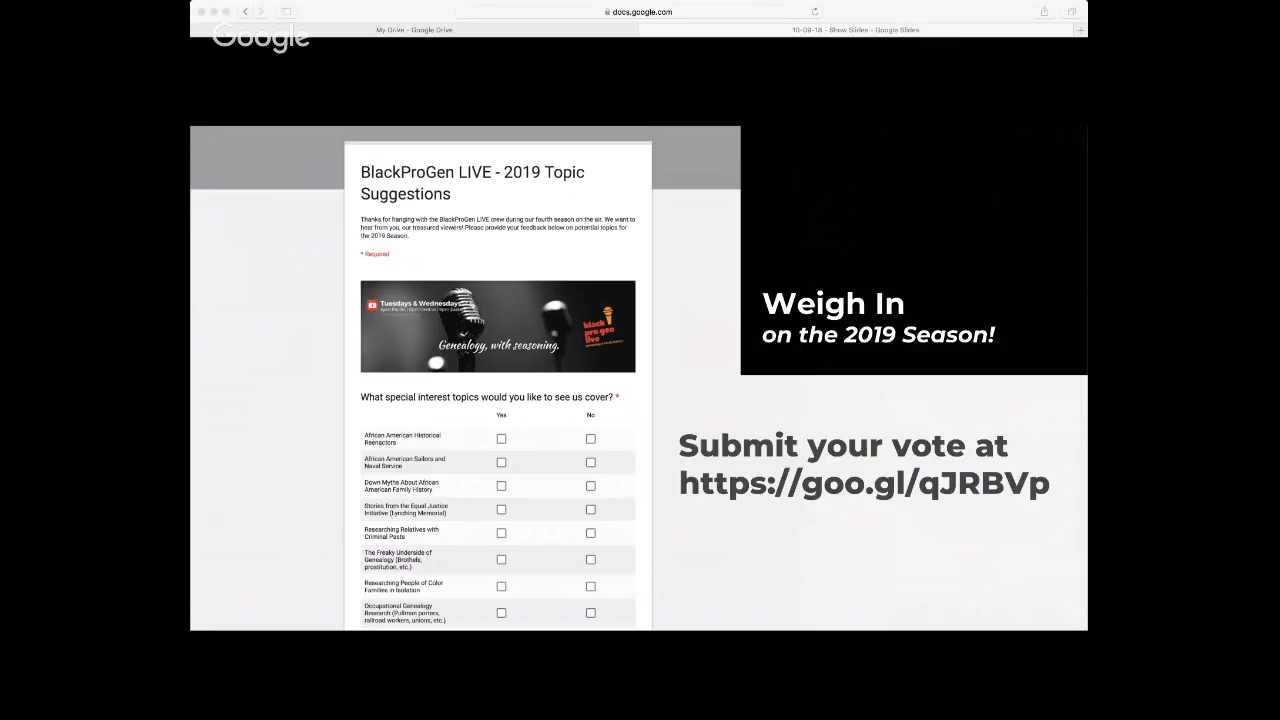 docs.google.com
My Drive - Google Drive
10-09-18 - Show Slides - Google Slides
Google
BlackProGen LIVE - 2019 Topic
Suggestions
Thanks for hanging with the BlackProGen LIVE crew during our fourth season on the air. We want to
hear from you, our treasured viewers! Please provide your feedback below on potential topics for
the 2019 Season.
* Required
Tuesdays & Wednesdays
Genealogy, with seasoning.
black
pro gen
live
What special interest topics would you like to see us cover? *
Yes No
African American Historical
Reenactors
African American Sailors and
Naval Service
Down Myths About African
American Family History
Stories from the Equal Justice
Initiative (Lynching Memorial)
Researching Relatives with
Criminal Pasts
The Freaky Underside of
Genealogy (Brothels,
prostitution, etc.)
Researching People of Color
Families in Isolation
Occupational Genealogy
Research (Pullman porters,
railroad workers, unions, etc.)
Weigh In
on the 2019 Season!
Submit your vote at
https://goo.gl/qJRBVp